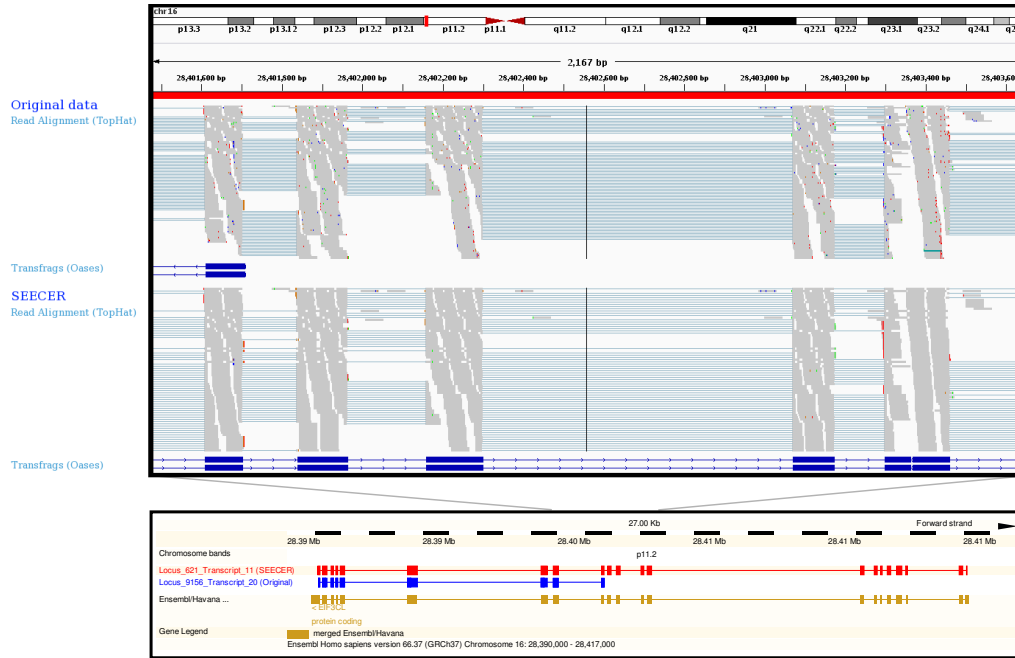 chr16
p13.3 p13.2 p13.12 p12.3 p12.2 p12.1 p11.2 p11.1 q11.2 q12.1 q12.2 q21 q22.1 q22.2 q23.1 q23.2 q24.1
2,167 bp
28,401,600 bp 28,401,800 bp 28,402,000 bp 28,402,200 bp 28,402,400 bp 28,402,600 bp 28,402,800 bp 28,403,000 bp 28,403,200 bp 28,403,400 bp 28,403,60
Original data
Read Alignment (TopHat)
Transfrags (Oases)
SEECER
Read Alignment (TopHat)
Transfrags (Oases)
27.00 Kb Forward strand
28.39 Mb 28.39 Mb 28.40 Mb 28.41 Mb 28.41 Mb 28.41 Mb
Chromosome bands p11.2
Locus_621_Transcript_11 (SEECER)
Locus_9156_Transcript_20 (Original)
Ensembl/Havana ...
< EIF3CL
protein coding
Gene Legend merged Ensembl/Havana
Ensembl Homo sapiens version 66.37 (GRCh37) Chromosome 16: 28,390,000 - 28,417,000